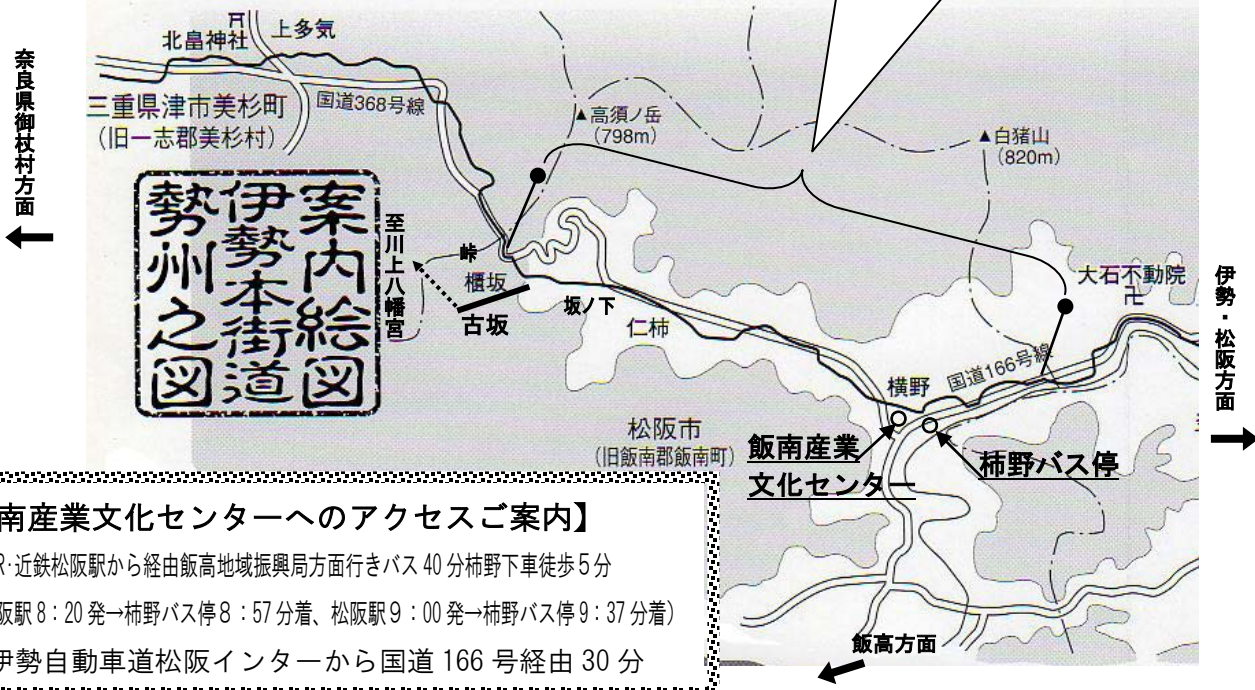 北畠神社
上多気
奈良県御杖村方面
三重県津市美杉町
（旧一志郡美杉村）
国道368号線
▲高須ノ岳
（798m）
▲白猪山
（820m）
案内絵図
伊勢本街道
勢州之図
至川上八幡宮
峠
櫃坂
古坂
坂ノ下
仁柿
大石不動院
卍
伊勢・松阪方面
国道166号線
横野
松阪市
（旧飯南郡飯南町）
飯南産業
文化センター
柿野バス停
飯高方面
南産業文化センターへのアクセスご案内】
R・近鉄松阪駅から経由飯高地域振興局方面行きバス40分柿野下車徒歩5分
阪駅8：20発→柿野バス停8：57分着、松阪駅9：00発→柿野バス停9：37分着）
伊勢自動車道松阪インターから国道166号経由30分